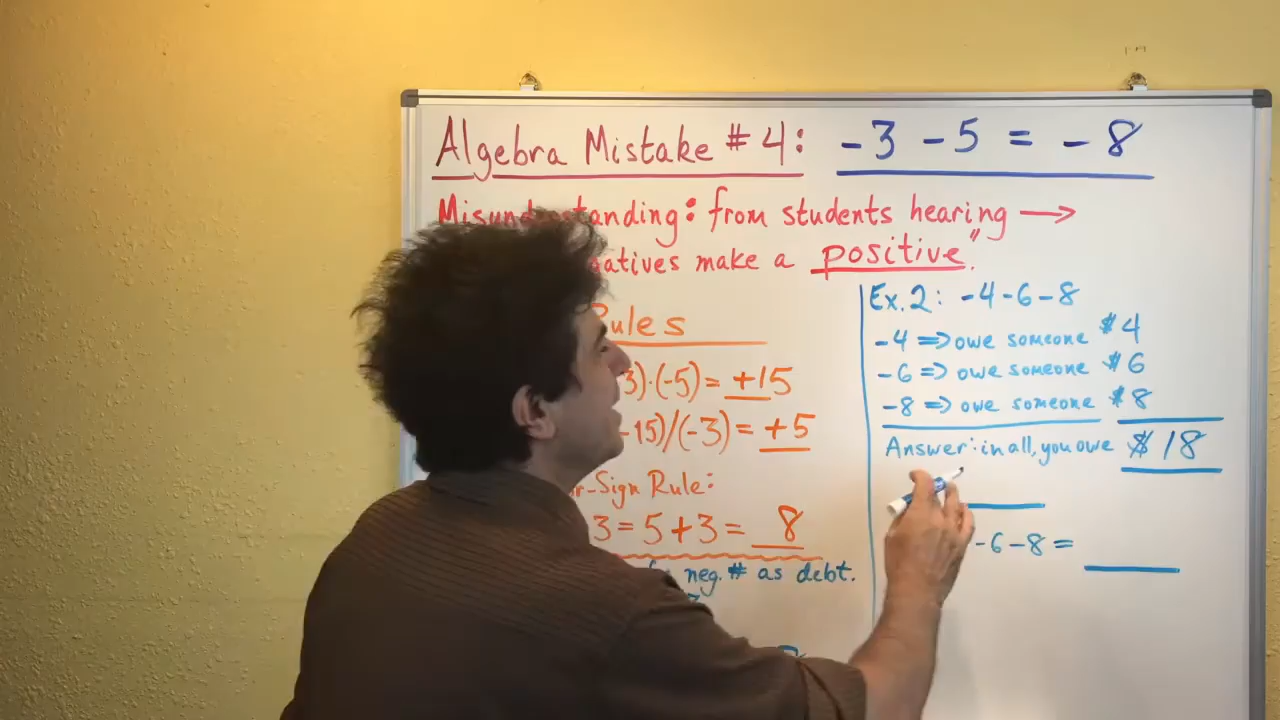 Algebra Mistake # 4: -3 -5 = -8
Misunderstanding: from students hearing →
make a positive".
Rules
3)·(-5) = +15
-15)/(-3) = +5
-Sign Rule:
3 = 5+3 = 8
neg. # as debt.
Ex.2: -4-6-8
-4 => owe someone $4
-6 => owe someone $6
-8 => owe someone $8
Answer: in all, you owe $18
-6-8 =